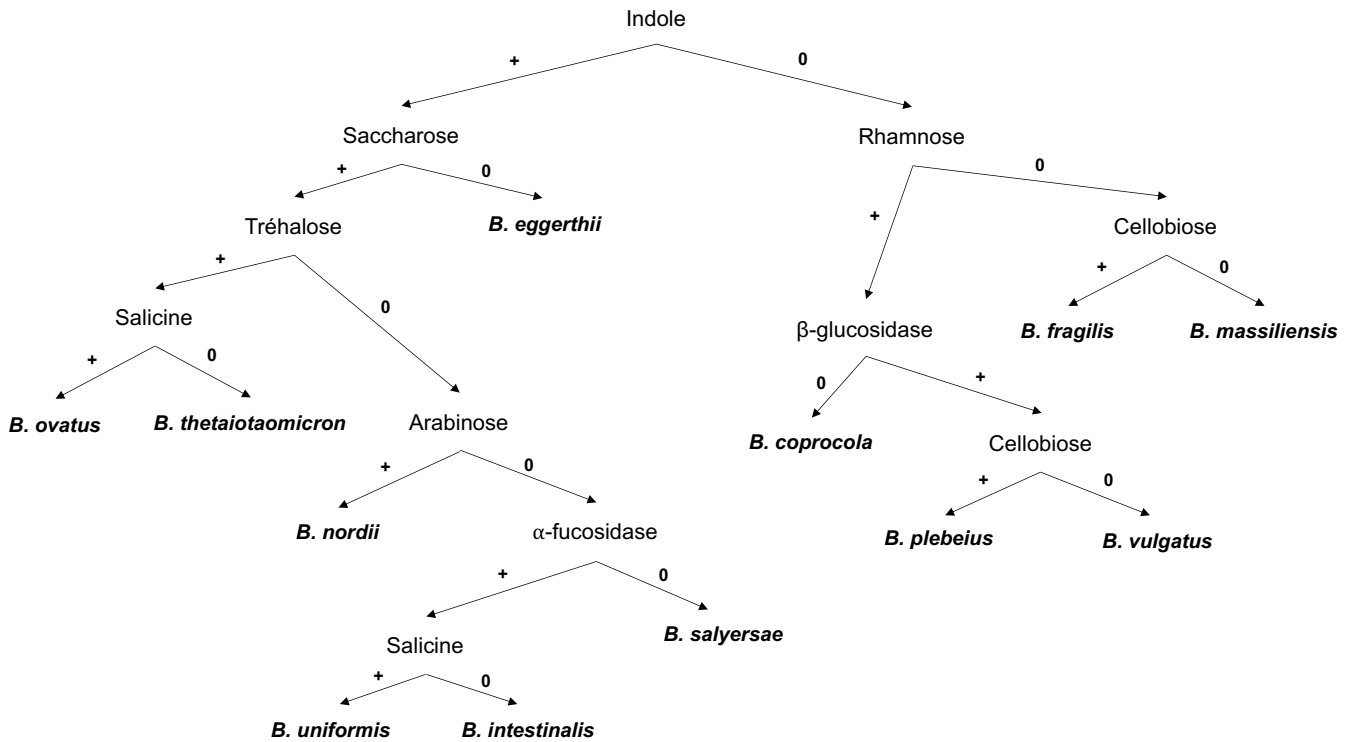 Indole
+ 0
Saccharose Rhamnose
+ 0 0
Tréhalose B. eggerthii + Cellobiose
+ 0 + 0
Salicine β-glucosidase B. fragilis B. massiliensis
+ 0 0 +
B. ovatus B. thetaiotaomicron Arabinose B. coprocola Cellobiose
+ 0 + 0
B. nordii α-fucosidase B. plebeius B. vulgatus
+ 0
Salicine B. salyersae
+ 0
B. uniformis B. intestinalis